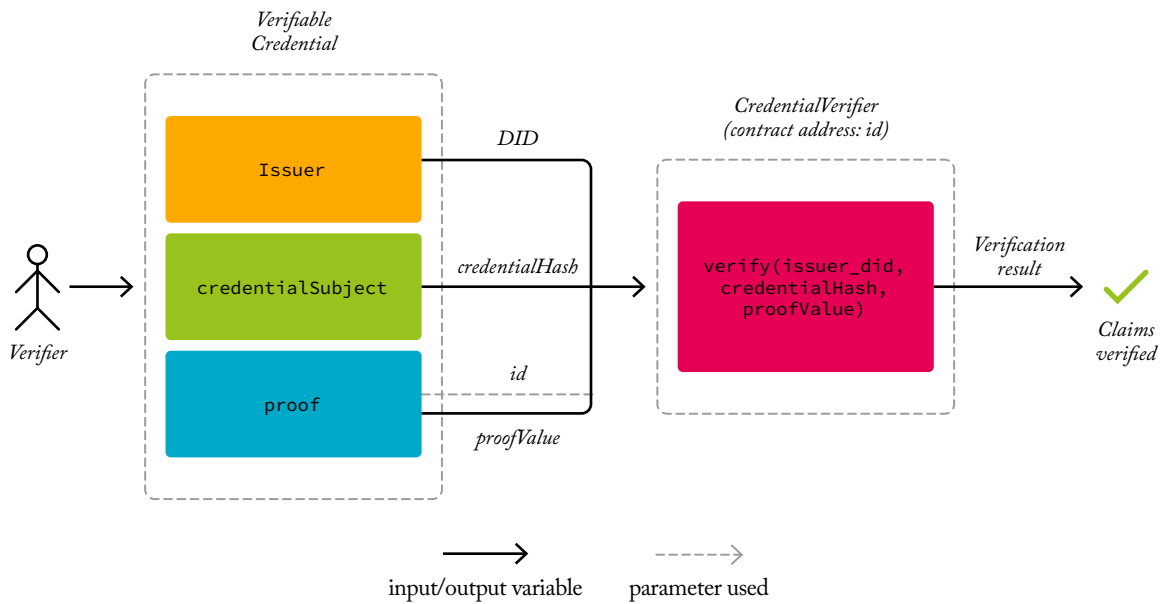 Verifiable
Credential
CredentialVerifier
(contract address: id)
DID
Issuer
Verification
result
credentialHash
verify(issuer_did,
credentialHash,
proofValue)
credentialSubject
Verifier
Claims
verified
id
proof
proofValue
input/output variable
parameter used